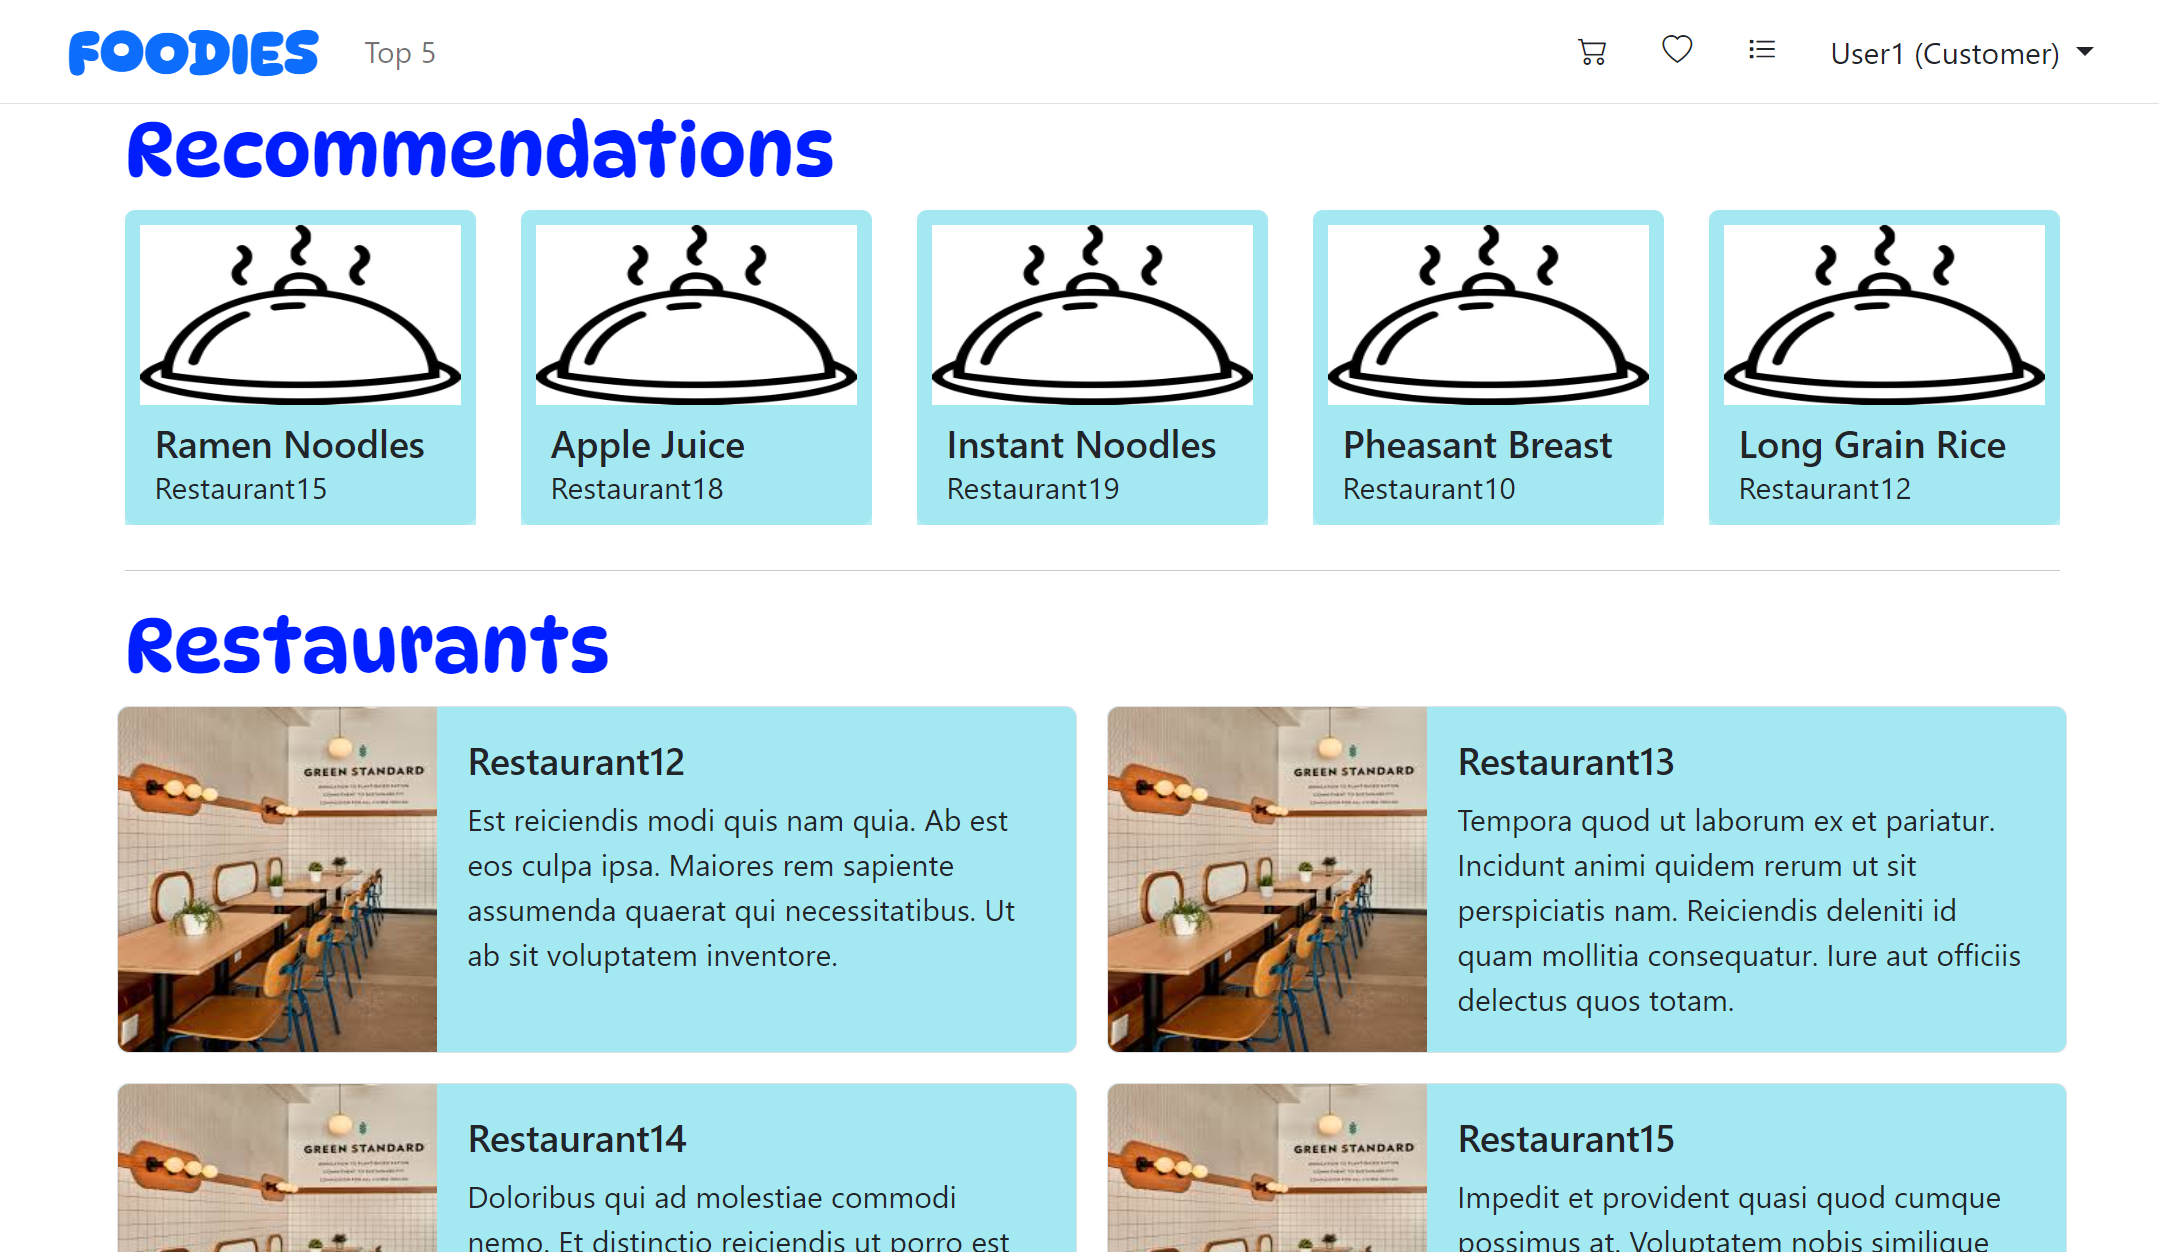 FOODIES Top 5 User1 (Customer)
Recommendations
Ramen Noodles
Restaurant15
Apple Juice
Restaurant18
Instant Noodles
Restaurant19
Pheasant Breast
Restaurant10
Long Grain Rice
Restaurant12
Restaurants
GREEN STANDARD
Restaurant12
Est reiciendis modi quis nam quia. Ab est
eos culpa ipsa. Maiores rem sapiente
assumenda quaerat qui necessitatibus. Ut
ab sit voluptatem inventore.
GREEN STANDARD
Restaurant13
Tempora quod ut laborum ex et pariatur.
Incidunt animi quidem rerum ut sit
perspiciatis nam. Reiciendis deleniti id
quam mollitia consequatur. Iure aut officiis
delectus quos totam.
GREEN STANDARD
Restaurant14
Doloribus qui ad molestiae commodi
nemo. Et distinctio reiciendis ut porro est
GREEN STANDARD
Restaurant15
Impedit et provident quasi quod cumque
possimus at. Voluptatem nobis similique